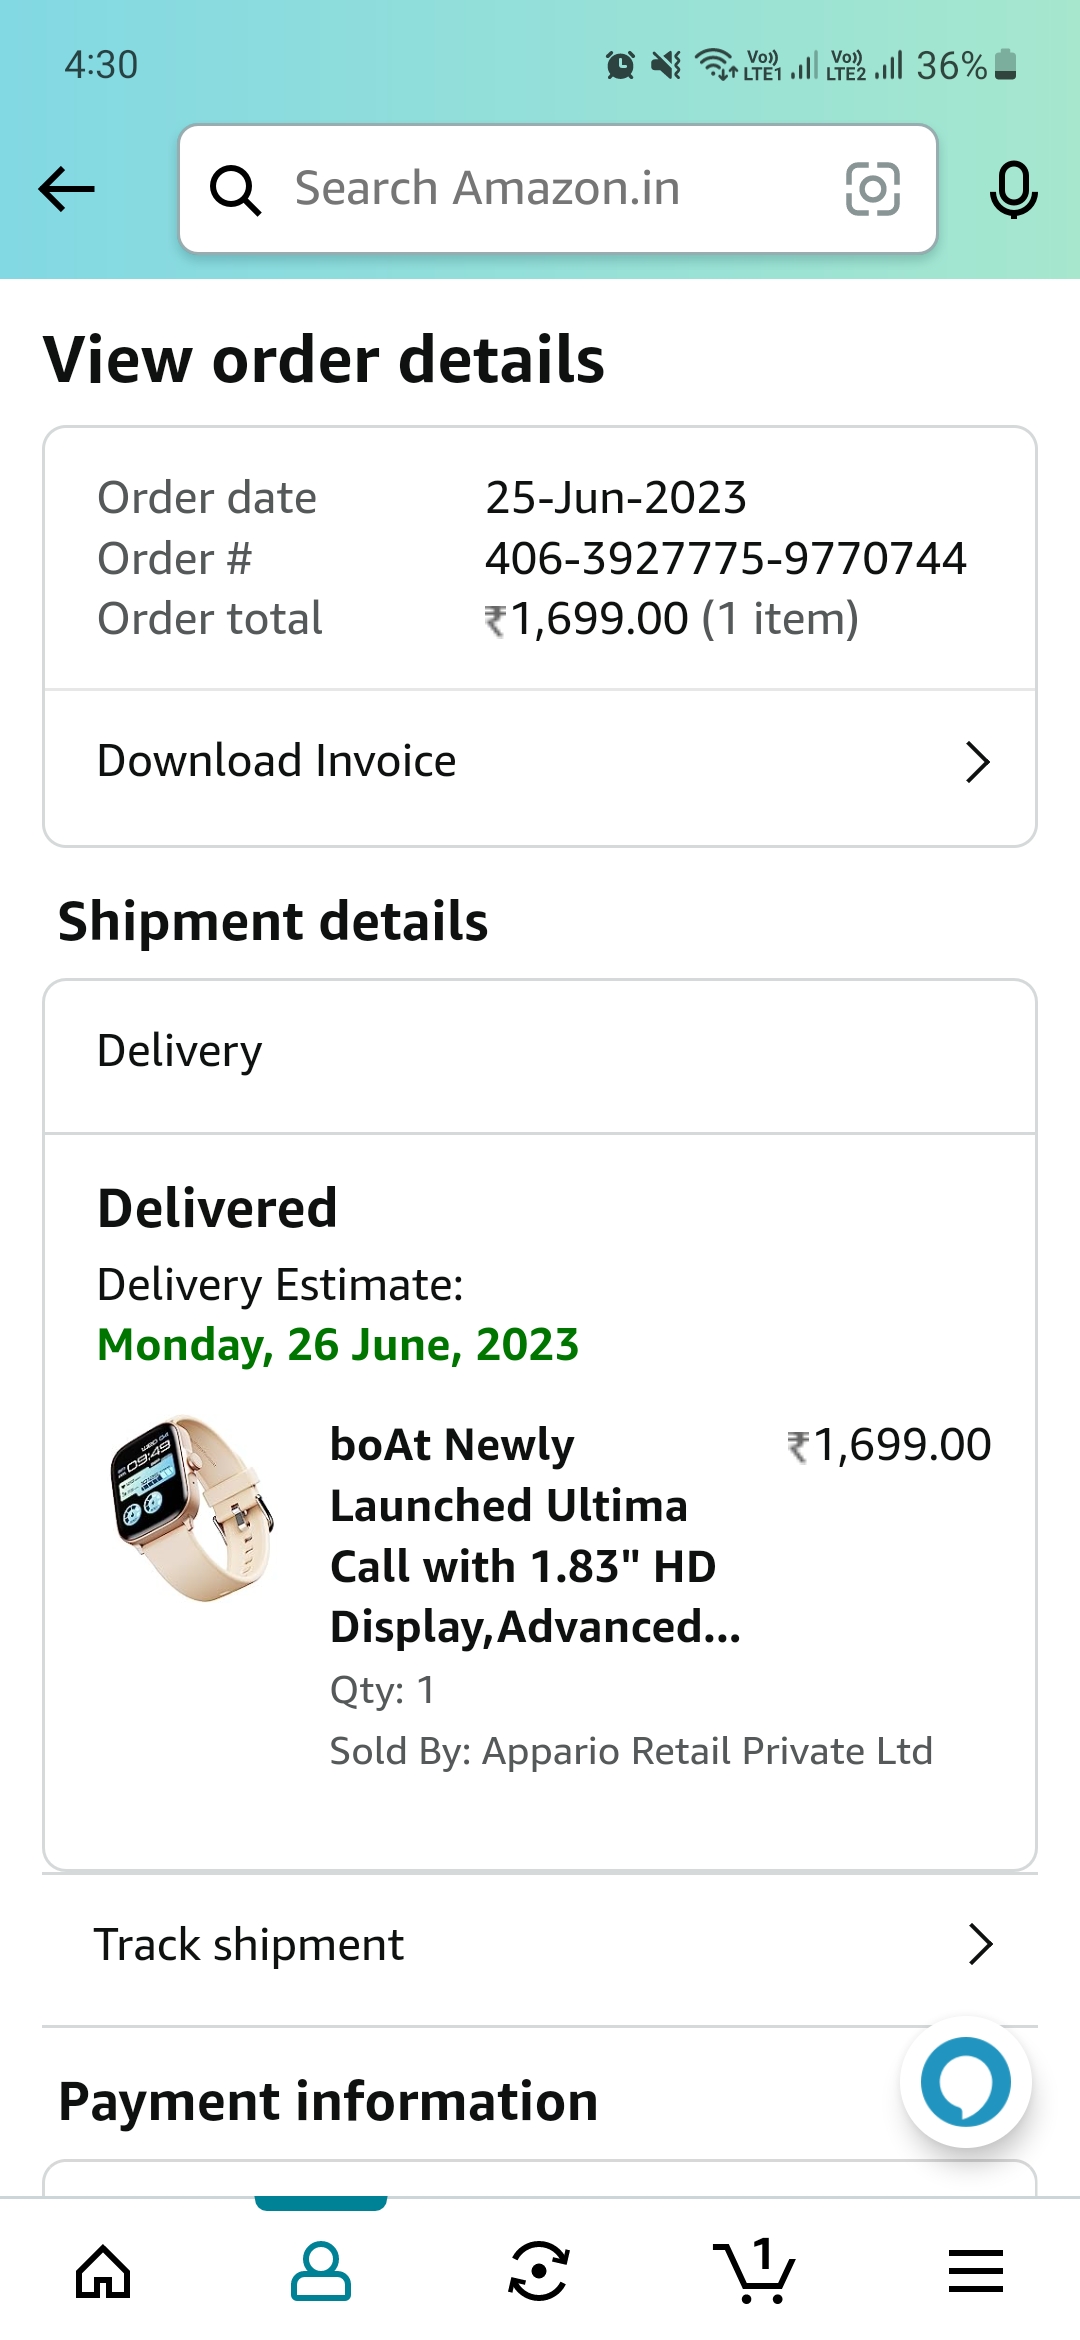 4:30
Vo)) LTE1 Vo)) LTE2 36%
Search Amazon.in
View order details
Order date 25-Jun-2023
Order # 406-3927775-9770744
Order total ₹1,699.00 (1 item)
Download Invoice
Shipment details
Delivery
Delivered
Delivery Estimate:
Monday, 26 June, 2023
boAt Newly ₹1,699.00
Launched Ultima
Call with 1.83" HD
Display,Advanced...
Qty: 1
Sold By: Appario Retail Private Ltd
Track shipment
Payment information
1